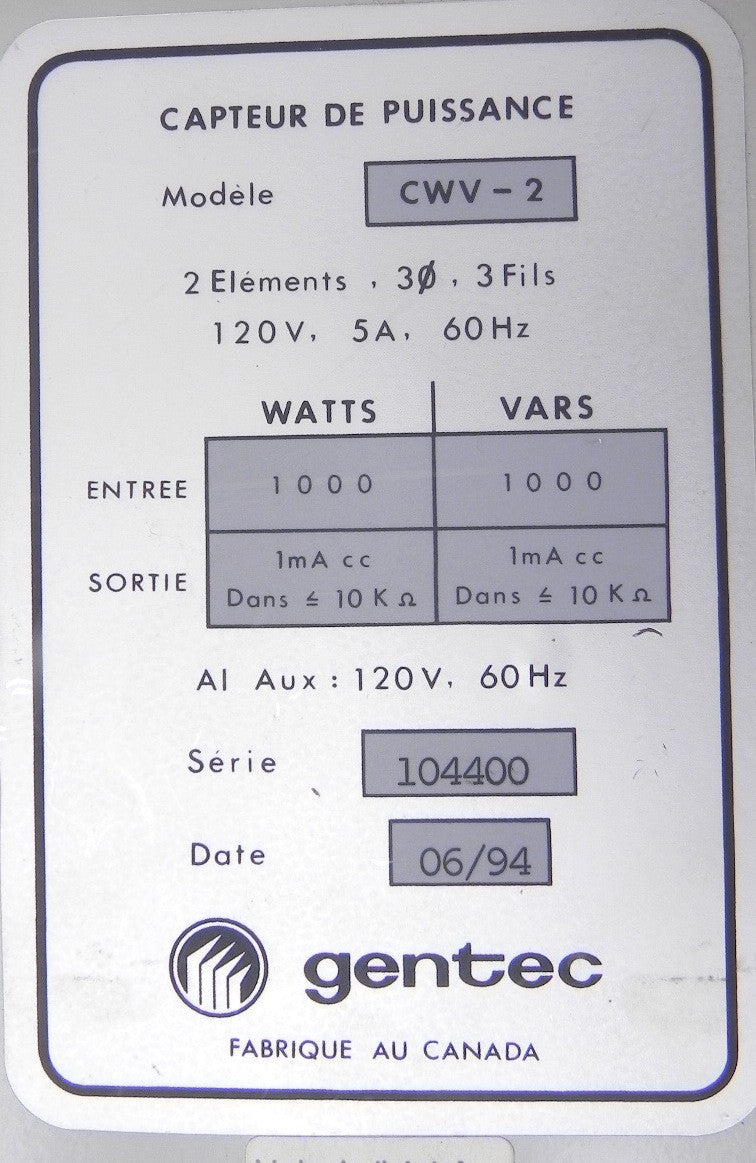 CAPTEUR DE PUISSANCE
Modèle CWV - 2
2 Eléments , 3Ø , 3 Fils
120V, 5A, 60Hz
WATTS VARS
ENTREE 1000 1000
SORTIE 1mA cc 1mA cc
Dans ≤ 10 K Ω Dans ≤ 10 K Ω
Al Aux : 120V, 60Hz
Série 104400
Date 06/94
gentec
FABRIQUE AU CANADA